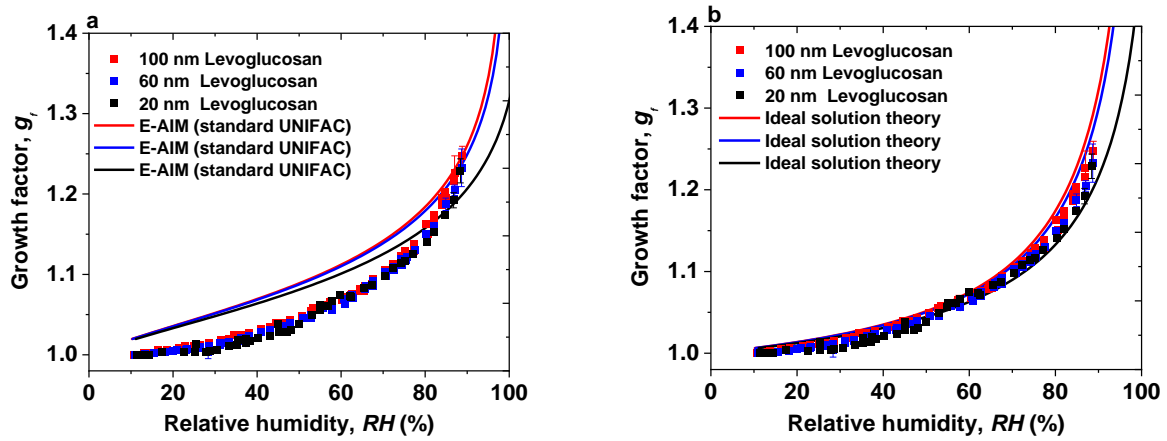 a
100 nm Levoglucosan
60 nm Levoglucosan
20 nm Levoglucosan
E-AIM (standard UNIFAC)
E-AIM (standard UNIFAC)
E-AIM (standard UNIFAC)
Growth factor, gf
1.4
1.3
1.2
1.1
1.0
0 20 40 60 80 100
Relative humidity, RH (%)
b
100 nm Levoglucosan
60 nm Levoglucosan
20 nm Levoglucosan
Ideal solution theory
Ideal solution theory
Ideal solution theory
Growth factor, gf
1.4
1.3
1.2
1.1
1.0
0 20 40 60 80 100
Relative humidity, RH (%)